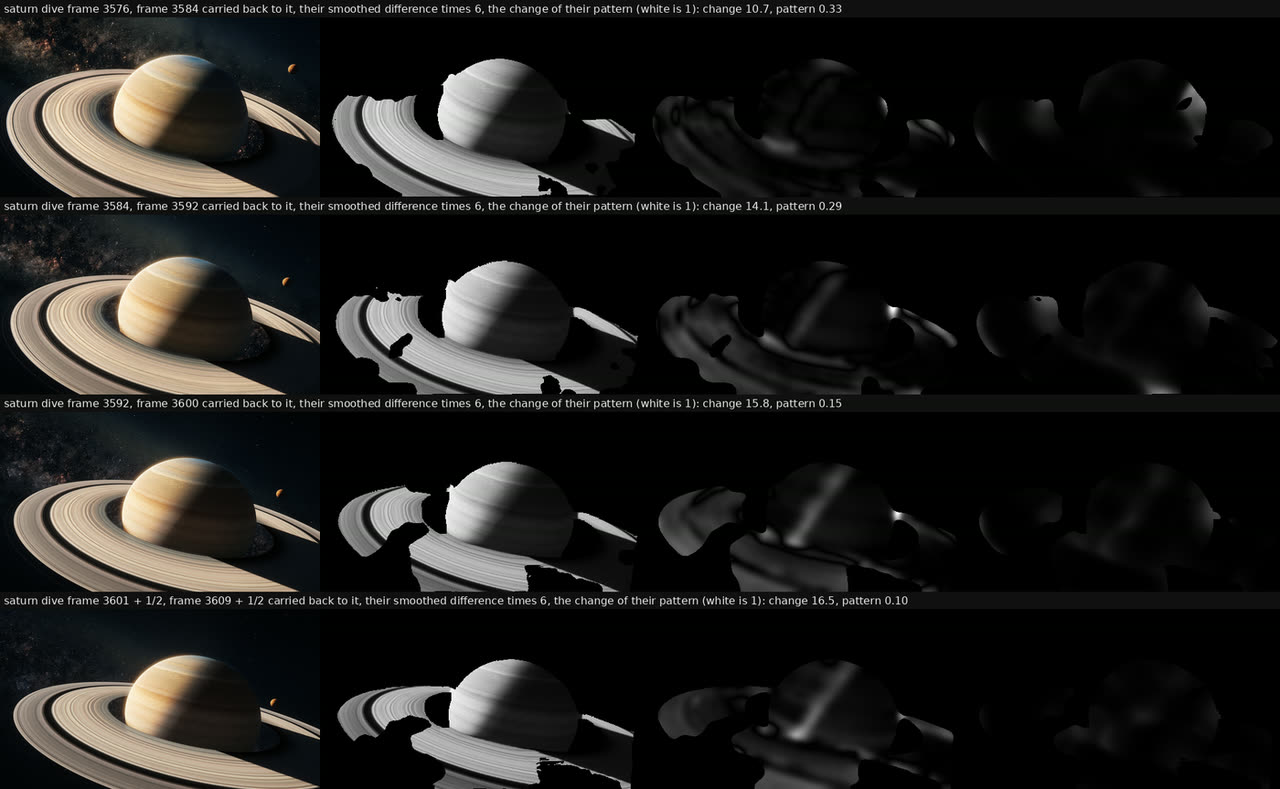 saturn dive frame 3576, frame 3584 carried back to it, their smoothed difference times 6, the change of their pattern (white is 1): change 10.7, pattern 0.33
saturn dive frame 3584, frame 3592 carried back to it, their smoothed difference times 6, the change of their pattern (white is 1): change 14.1, pattern 0.29
saturn dive frame 3592, frame 3600 carried back to it, their smoothed difference times 6, the change of their pattern (white is 1): change 15.8, pattern 0.15
saturn dive frame 3601 + 1/2, frame 3609 + 1/2 carried back to it, their smoothed difference times 6, the change of their pattern (white is 1): change 16.5, pattern 0.10